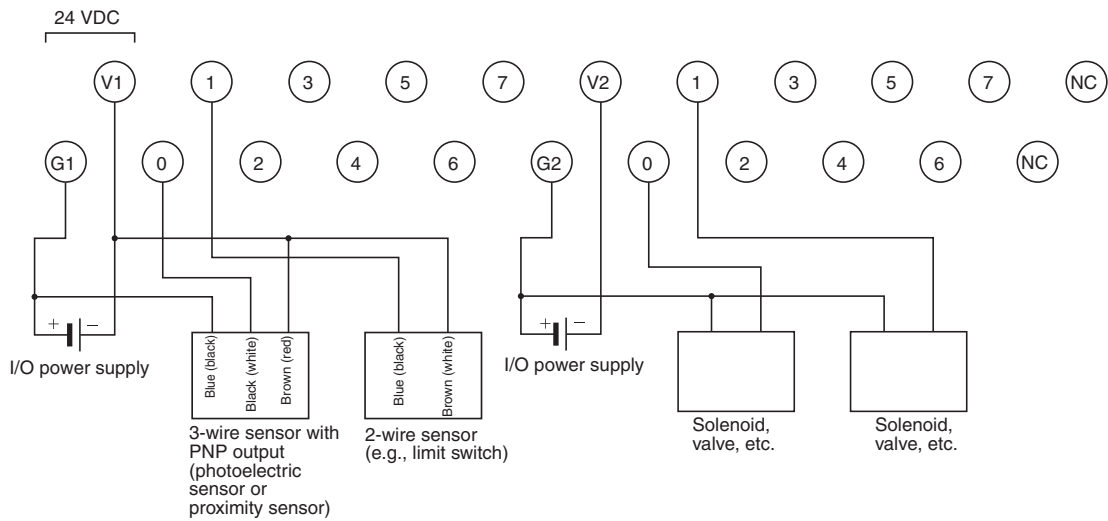 24 VDC
V1 1 3 5 7 V2 1 3 5 7 NC
G1 0 2 4 6 G2 0 2 4 6 NC
+ −
I/O power supply
Blue (black)
Black (white)
Brown (red)
3-wire sensor with
PNP output
(photoelectric
sensor or
proximity sensor)
Blue (black)
Brown (white)
2-wire sensor
(e.g., limit switch)
+ −
I/O power supply
Solenoid,
valve, etc.
Solenoid,
valve, etc.